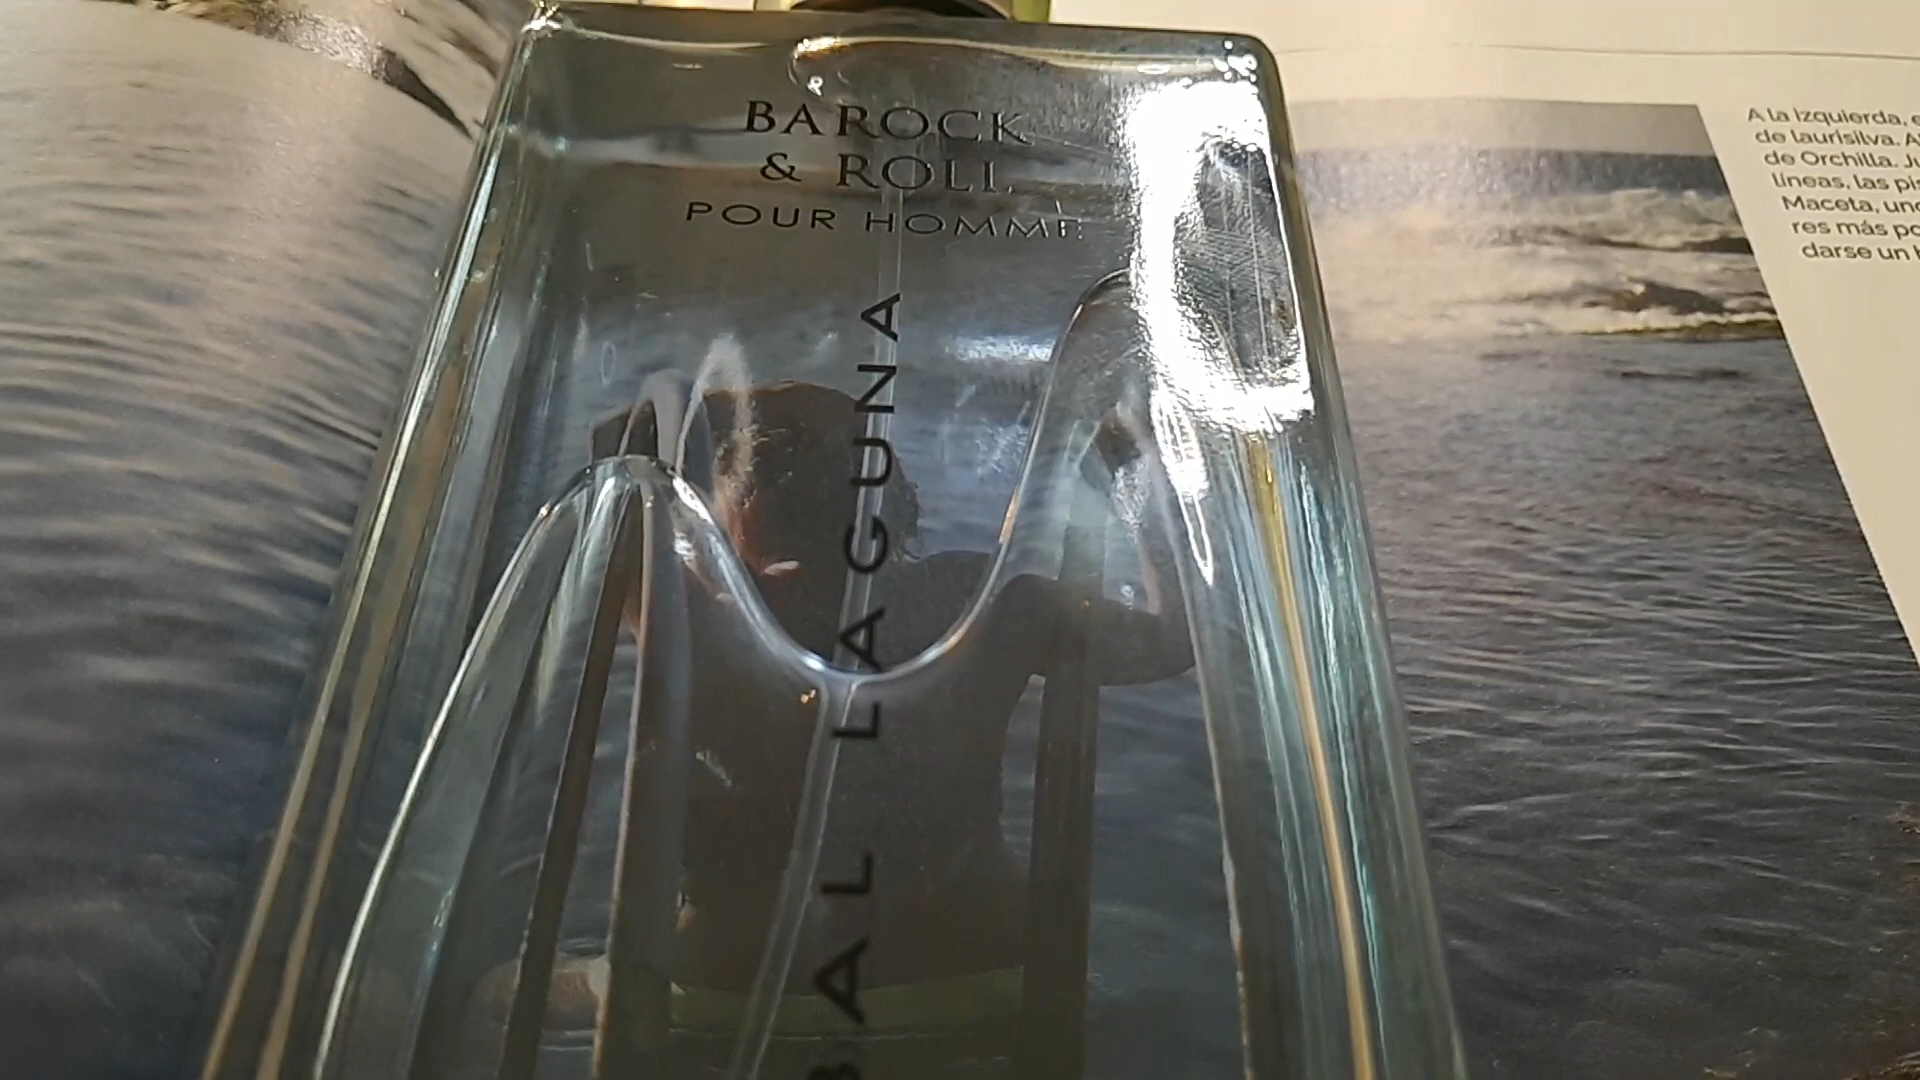 BAROCK
& ROLL
POUR HOMME
BAL LAGUNA
A la izquierda,
de laurisilva.
de Orchilla.
líneas, las
Maceta,
res más
darse un